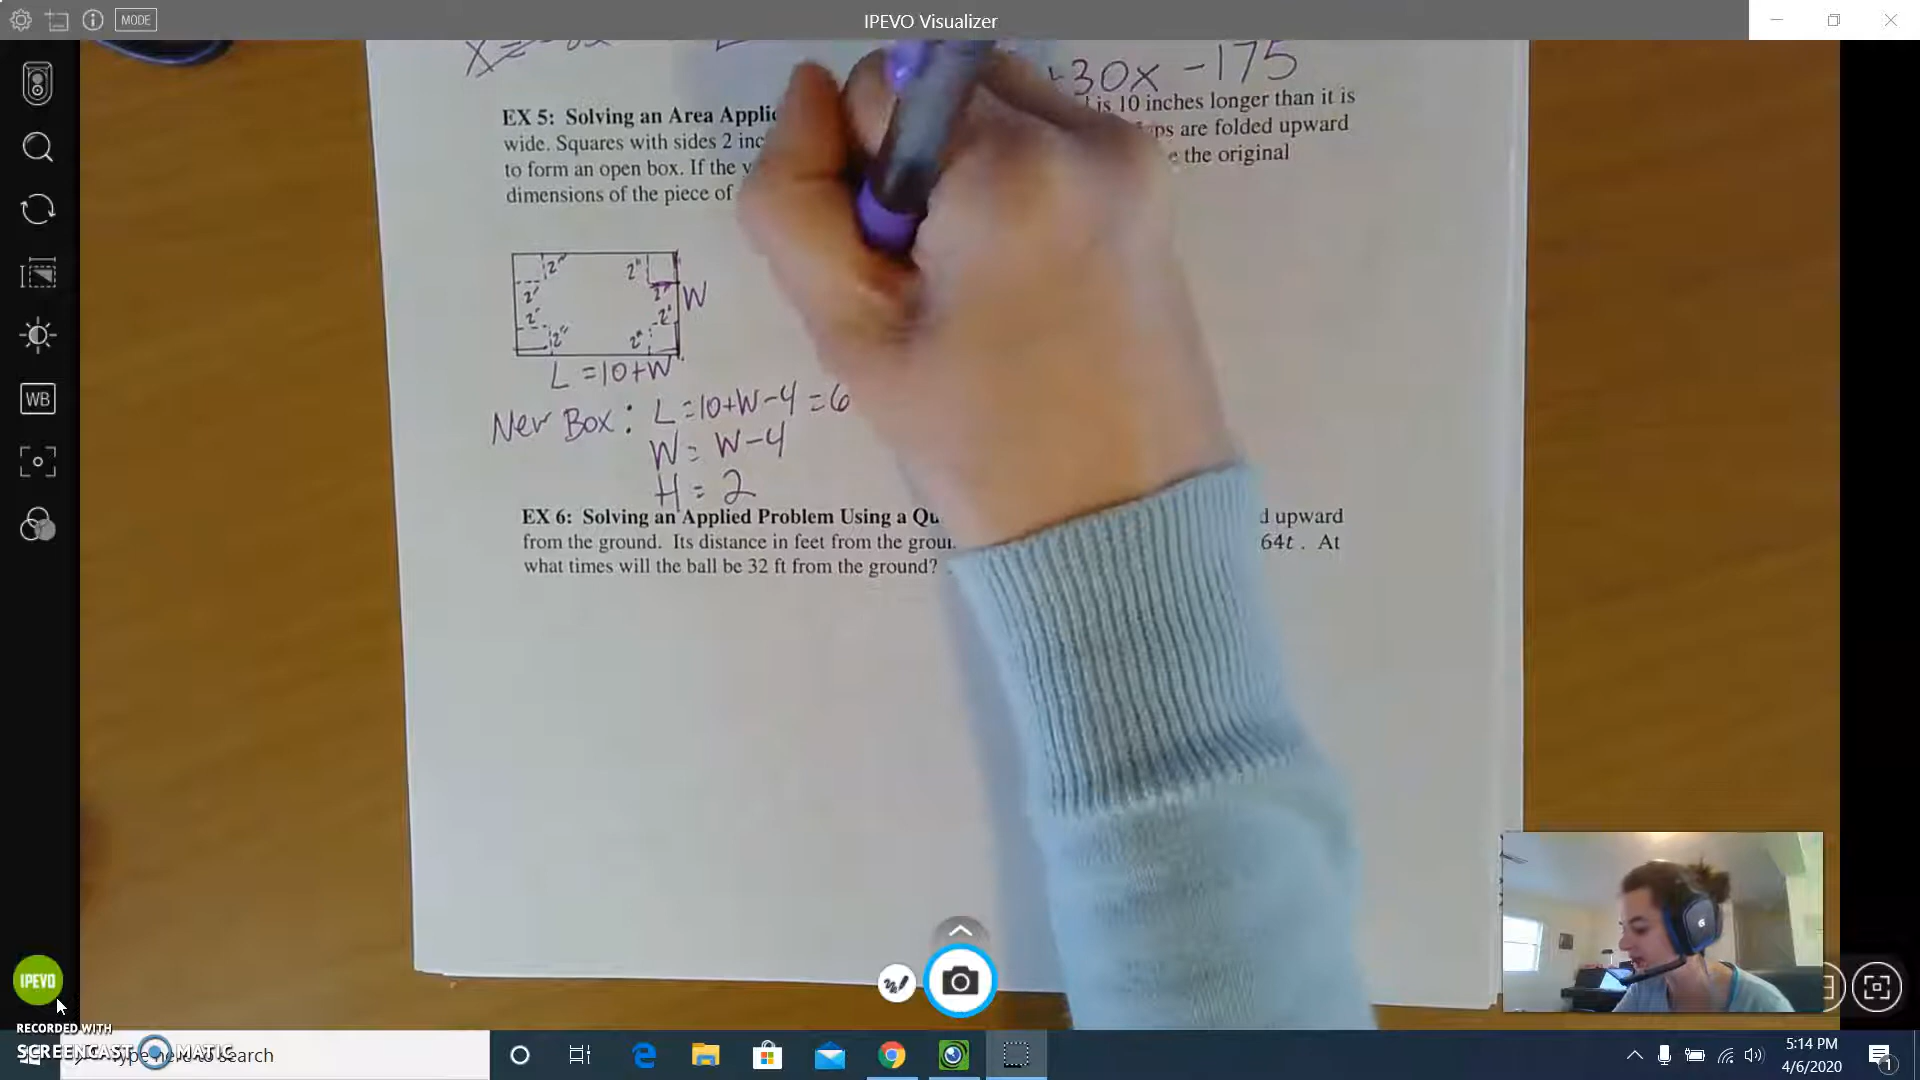 MODE
IPEVO Visualizer
30x - 175
EX 5: Solving an Area is 10 inches longer than it is
wide. Squares with sides 2 are folded upward
to form an open box. If the the original
dimensions of the piece of
2" 2"
2" 2" W
2" 2"
2" 2"
L = 10+W
New Box: L = 10+W-4 = 6
W = W-4
H = 2
EX 6: Solving an Applied Problem Using a upward
from the ground. Its distance in feet from the 64t . At
what times will the ball be 32 ft from the ground?
WB
IPEVO
RECORDED WITH
SCREENCAST MATIC
Type here to search
5:14 PM
4/6/2020
1